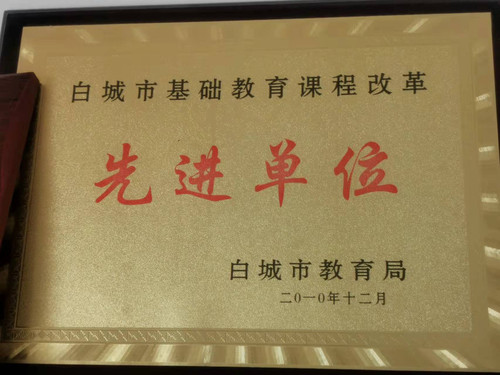 白城市基础教育课程改革
先进单位
白城市教育局
二〇一〇年十二月